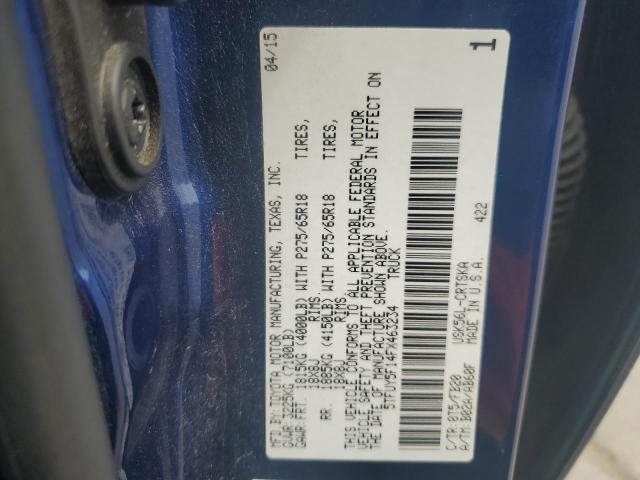 MFD.BY: TOYOTA MOTOR MANUFACTURING, TEXAS, INC. 04/15
GVWR 3225KG (7100LB)
GAWR FRT. 1815KG (4000LB) WITH P275/65R18 TIRES,
18X8J RIMS,
RR. 1885KG (4150LB) WITH P275/65R18 TIRES,
18X8J RIMS,
THIS VEHICLE CONFORMS TO ALL APPLICABLE FEDERAL MOTOR
VEHICLE SAFETY AND THEFT PREVENTION STANDARDS IN EFFECT ON
THE DATE OF MANUFACTURE SHOWN ABOVE.
5TFUY5F14FX463234 TRUCK
C/TR: 8T5/FB20 USK56L-CRTSKA 422
A/TM: B02A/AB60F MADE IN U.S.A.
1